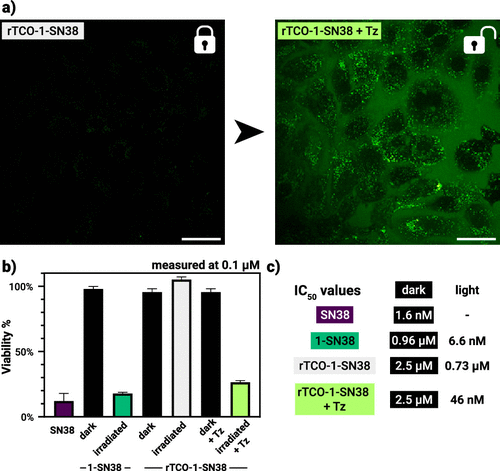 a)
rTCO-1-SN38
rTCO-1-SN38 + Tz
b)
measured at 0.1 µM
Viability %
100%
50%
0
SN38
dark
irradiated
dark
irradiated
dark
+ Tz
irradiated
+ Tz
1-SN38
rTCO-1-SN38
c)
IC50 values dark light
SN38 1.6 nM -
1-SN38 0.96 µM 6.6 nM
rTCO-1-SN38 2.5 µM 0.73 µM
rTCO-1-SN38
+ Tz 2.5 µM 46 nM